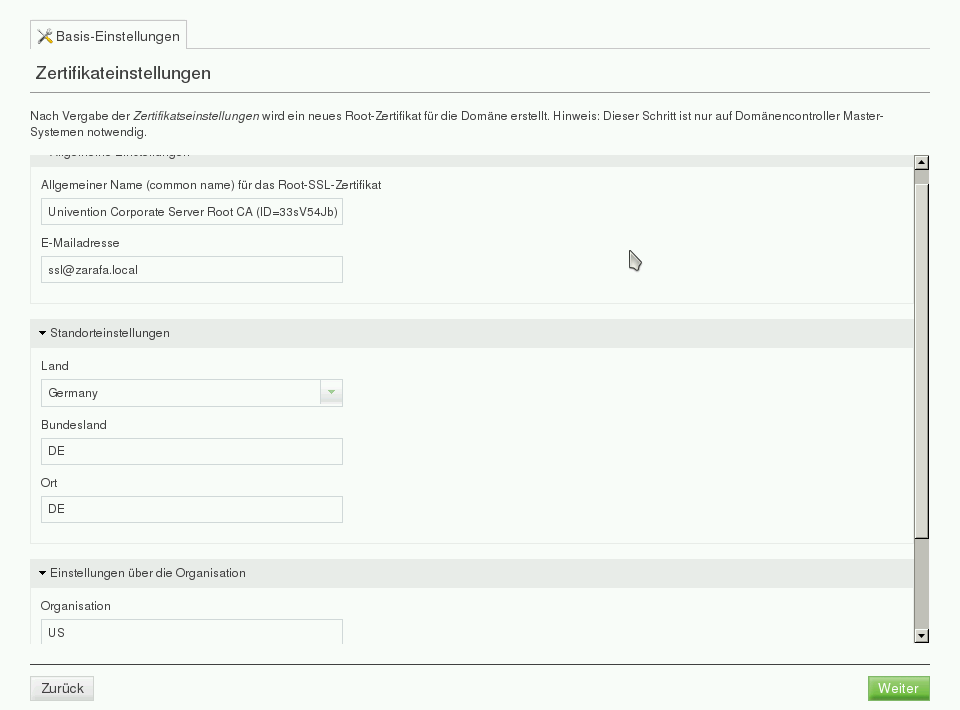 Basis-Einstellungen
Zertifikateinstellungen
Nach Vergabe der Zertifikatseinstellungen wird ein neues Root-Zertifikat für die Domäne erstellt. Hinweis: Dieser Schritt ist nur auf Domänencontroller Master-
Systemen notwendig.
Allgemeine Einstellungen
Allgemeiner Name (common name) für das Root-SSL-Zertifikat
Univention Corporate Server Root CA (ID=33sV54Jb)
E-Mailadresse
ssl@zarafa.local
Standorteinstellungen
Land
Germany
Bundesland
DE
Ort
DE
Einstellungen über die Organisation
Organisation
US
Zurück
Weiter